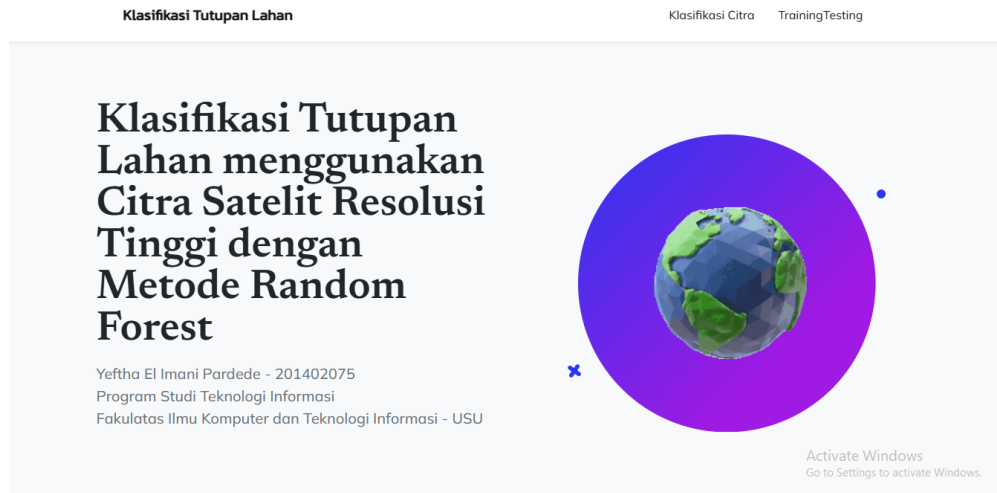 Klasifikasi Tutupan Lahan
Klasifikasi Citra
TrainingTesting
Klasifikasi Tutupan
Lahan menggunakan
Citra Satelit Resolusi
Tinggi dengan
Metode Random
Forest
Yeftha El Imani Pardede - 201402075
Program Studi Teknologi Informasi
Fakulatas Ilmu Komputer dan Teknologi Informasi - USU
Activate Windows
Go to Settings to activate Windows.